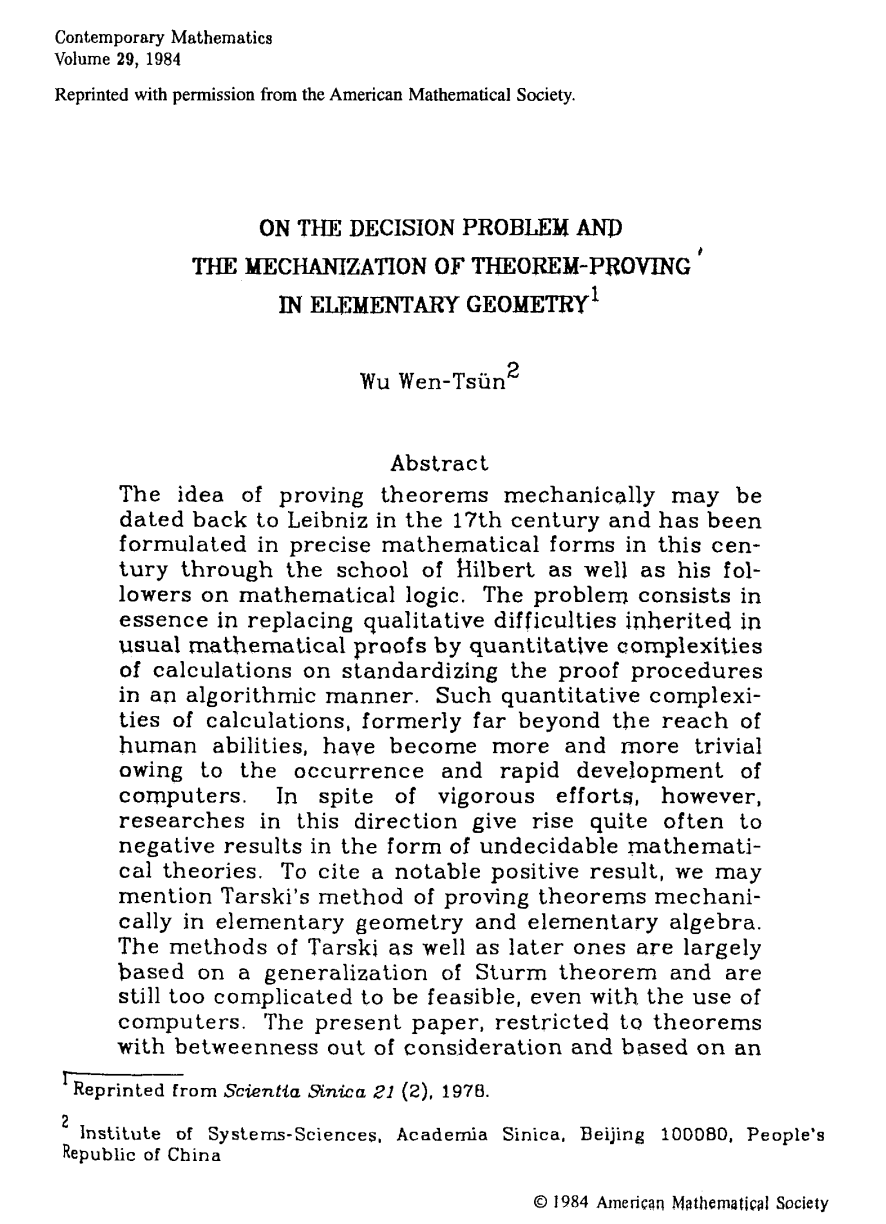 Contemporary Mathematics
Volume 29, 1984
Reprinted with permission from the American Mathematical Society.
ON THE DECISION PROBLEM AND
THE MECHANIZATION OF THEOREM-PROVING
IN ELEMENTARY GEOMETRY1
Wu Wen-Tsün2
Abstract
The idea of proving theorems mechanically may be
dated back to Leibniz in the 17th century and has been
formulated in precise mathematical forms in this cen-
tury through the school of Hilbert as well as his fol-
lowers on mathematical logic. The problem consists in
essence in replacing qualitative difficulties inherited in
usual mathematical proofs by quantitative complexities
of calculations on standardizing the proof procedures
in an algorithmic manner. Such quantitative complexi-
ties of calculations, formerly far beyond the reach of
human abilities, have become more and more trivial
owing to the occurrence and rapid development of
computers. In spite of vigorous efforts, however,
researches in this direction give rise quite often to
negative results in the form of undecidable mathemati-
cal theories. To cite a notable positive result, we may
mention Tarski's method of proving theorems mechani-
cally in elementary geometry and elementary algebra.
The methods of Tarski as well as later ones are largely
based on a generalization of Sturm theorem and are
still too complicated to be feasible, even with the use of
computers. The present paper, restricted to theorems
with betweenness out of consideration and based on an
1 Reprinted from Scientia Sinica 21 (2), 1978.
2 Institute of Systems-Sciences, Academia Sinica, Beijing 100080, People's
Republic of China
© 1984 American Mathematical Society